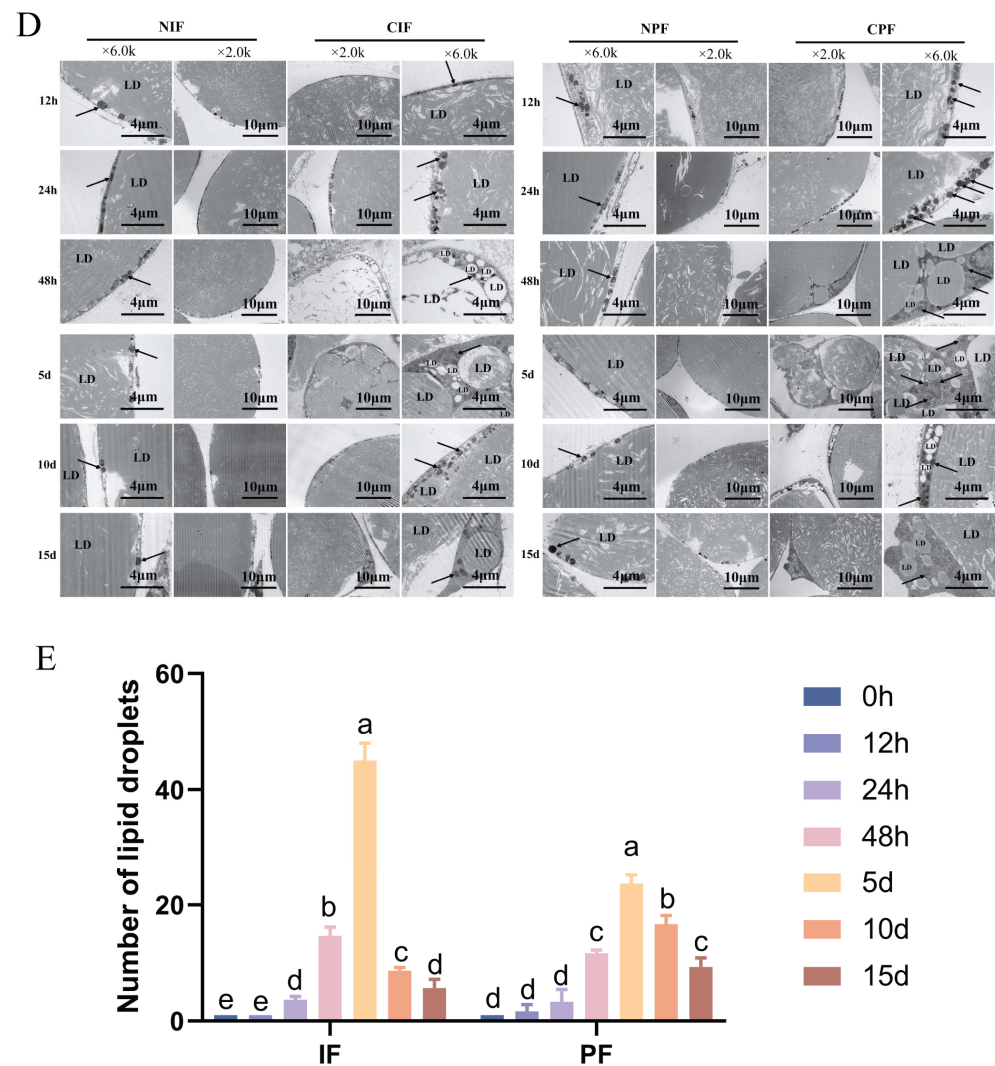 D
NIF CIF NPF CPF
×6.0k ×2.0k ×2.0k ×6.0k ×6.0k ×2.0k ×2.0k ×6.0k
12h LD 4μm 10μm 10μm LD 4μm 12h LD 4μm 10μm 10μm LD 4μm
24h LD 4μm 10μm 10μm LD 4μm 24h LD 4μm 10μm 10μm LD 4μm
48h LD 4μm 10μm 10μm LD LD LD LD 4μm 48h LD 4μm 10μm 10μm LD LD LD LD 4μm
5d LD 4μm 10μm 10μm LD LD LD LD LD LD 4μm 5d LD 4μm 10μm 10μm LD LD LD LD LD LD 4μm
10d LD LD 4μm 10μm 10μm LD LD 4μm 10d LD 4μm 10μm 10μm LD LD LD 4μm
15d LD 4μm 10μm 10μm LD LD 4μm 15d LD 4μm 10μm 10μm LD LD LD 4μm
E
Number of lipid droplets
60
40
20
0
e e d b a c d
d d d c a b c
IF PF
0h
12h
24h
48h
5d
10d
15d